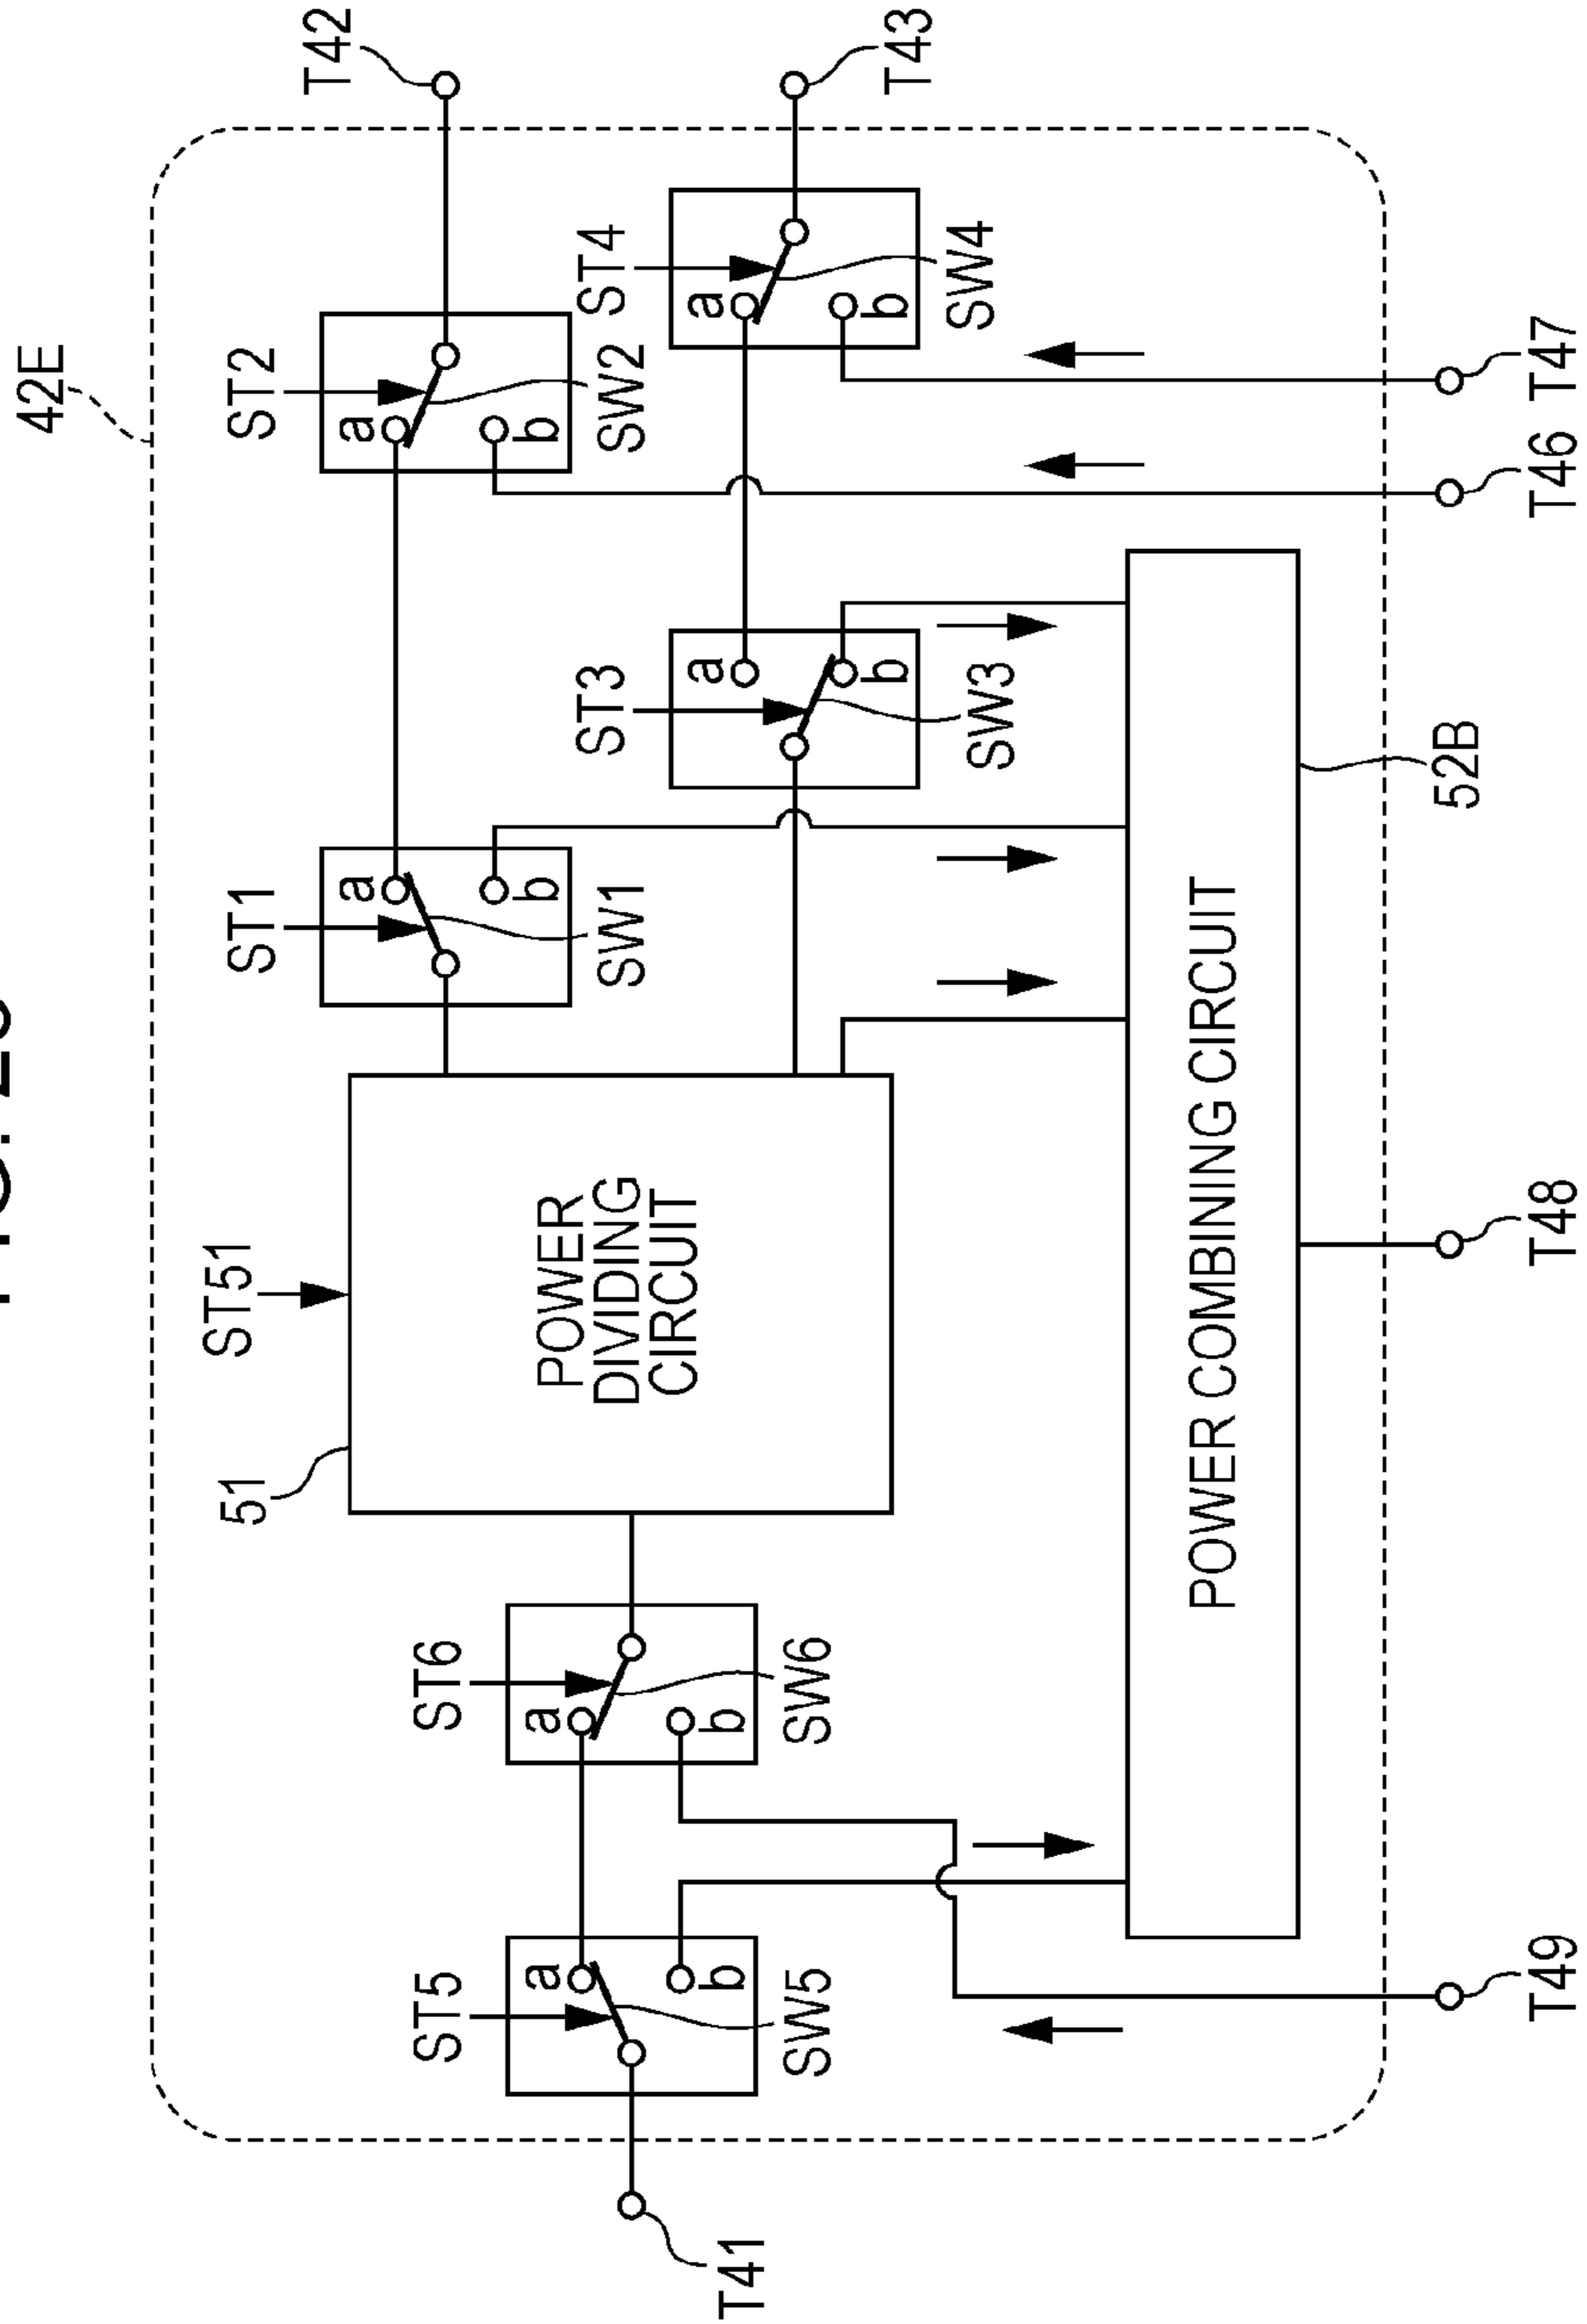 42E
T42
51
ST51
ST1
ST2
a
a
ST5
ST6
a
a
b
b
POWER
DIVIDING
CIRCUIT
ST3
ST4
SW1
SW2
a
a
b
b
T41
SW5
SW6
b
b
T43
SW3
SW4
POWER COMBINING CIRCUIT
52B
T49
T48
T46
T47